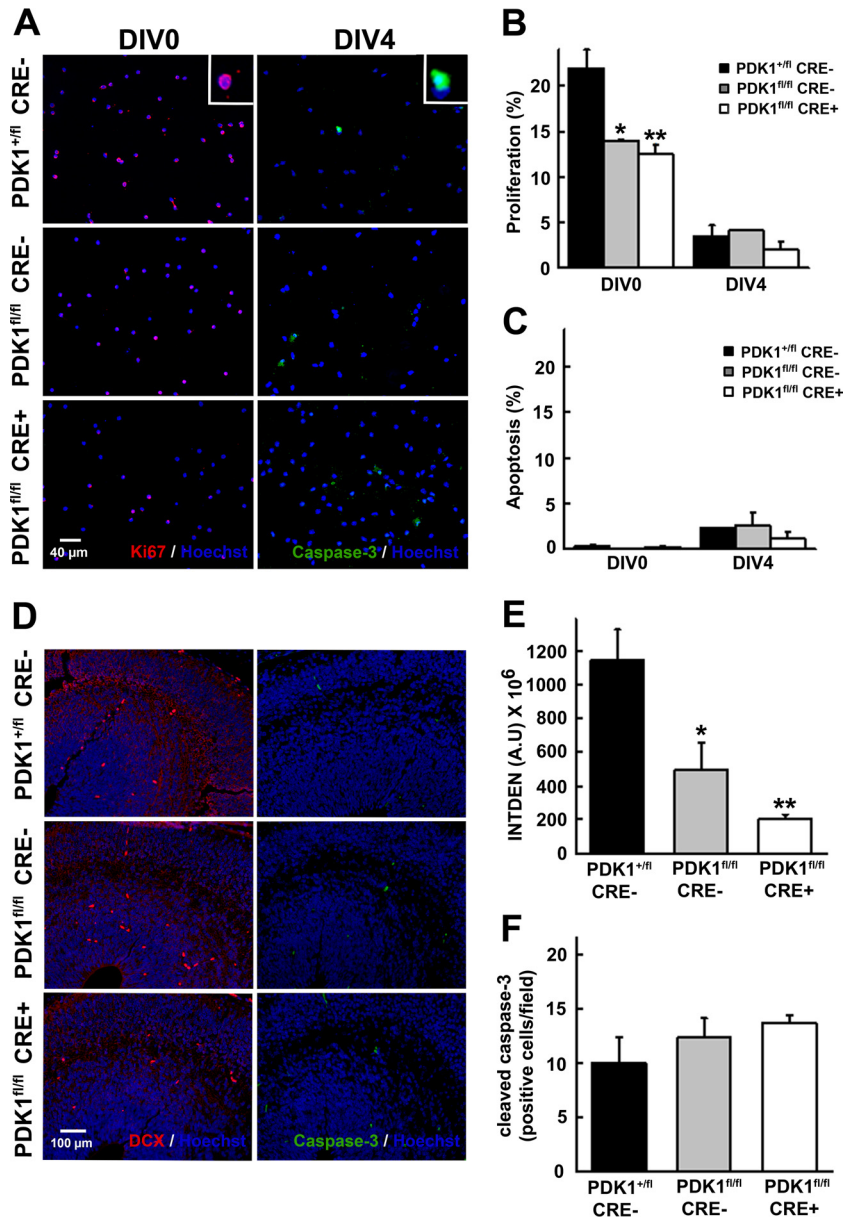 A
DIV0
DIV4
PDK1+/fl CRE-
PDK1fl/fl CRE-
PDK1fl/fl CRE+
40 µm
Ki67 / Hoechst
Caspase-3 / Hoechst
B
Proliferation (%)
20
15
10
5
0
*
**
PDK1+/fl CRE-
PDK1fl/fl CRE-
PDK1fl/fl CRE+
DIV0
DIV4
C
Apoptosis (%)
20
15
10
5
0
PDK1+/fl CRE-
PDK1fl/fl CRE-
PDK1fl/fl CRE+
DIV0
DIV4
D
PDK1+/fl CRE-
PDK1fl/fl CRE-
PDK1fl/fl CRE+
100 µm
DCX / Hoechst
Caspase-3 / Hoechst
E
INTDEN (A.U) X 10⁶
1200
1000
800
600
400
200
0
*
**
PDK1+/fl PDK1fl/fl PDK1fl/fl
CRE- CRE- CRE+
F
cleaved caspase-3
(positive cells/field)
20
15
10
5
0
PDK1+/fl PDK1fl/fl PDK1fl/fl
CRE- CRE- CRE+